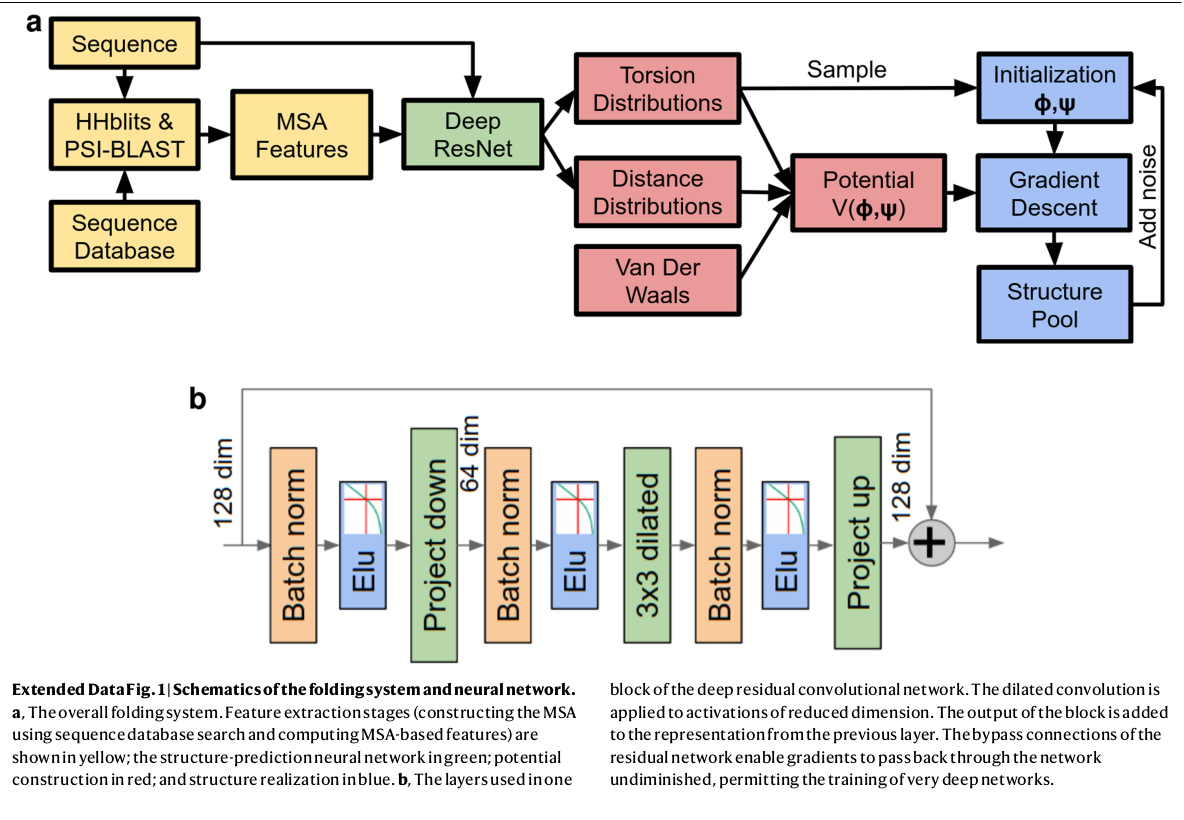 a
Sequence
HHblits &
PSI-BLAST
Sequence
Database
MSA
Features
Deep
ResNet
Torsion
Distributions
Distance
Distributions
Van Der
Waals
Sample
Potential
V(ϕ,ψ)
Initialization
ϕ,ψ
Gradient
Descent
Structure
Pool
Add noise
b
128 dim
Batch norm
Elu
Project down
64 dim
Batch norm
Elu
3x3 dilated
Batch norm
Elu
Project up
128 dim
+
Extended Data Fig. 1 | Schematics of the folding system and neural network.
a, The overall folding system. Feature extraction stages (constructing the MSA
using sequence database search and computing MSA-based features) are
shown in yellow; the structure-prediction neural network in green; potential
construction in red; and structure realization in blue. b, The layers used in one
block of the deep residual convolutional network. The dilated convolution is
applied to activations of reduced dimension. The output of the block is added
to the representation from the previous layer. The bypass connections of the
residual network enable gradients to pass back through the network
undiminished, permitting the training of very deep networks.